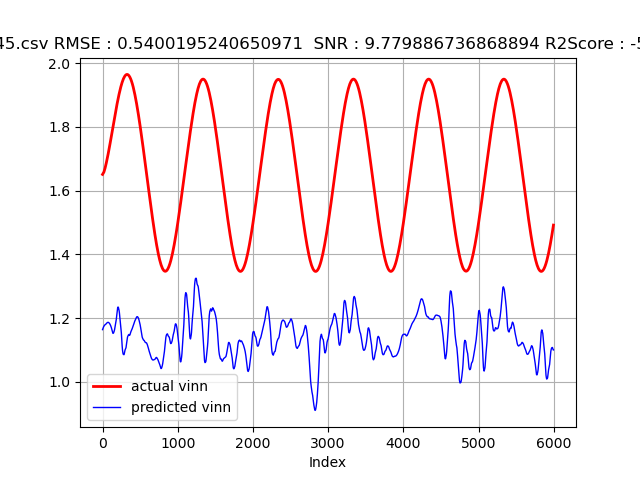 45.csv RMSE : 0.5400195240650971 SNR : 9.779886736868894 R2Score : -5
2.0
1.8
1.6
1.4
1.2
1.0
actual vinn
predicted vinn
0 1000 2000 3000 4000 5000 6000
Index